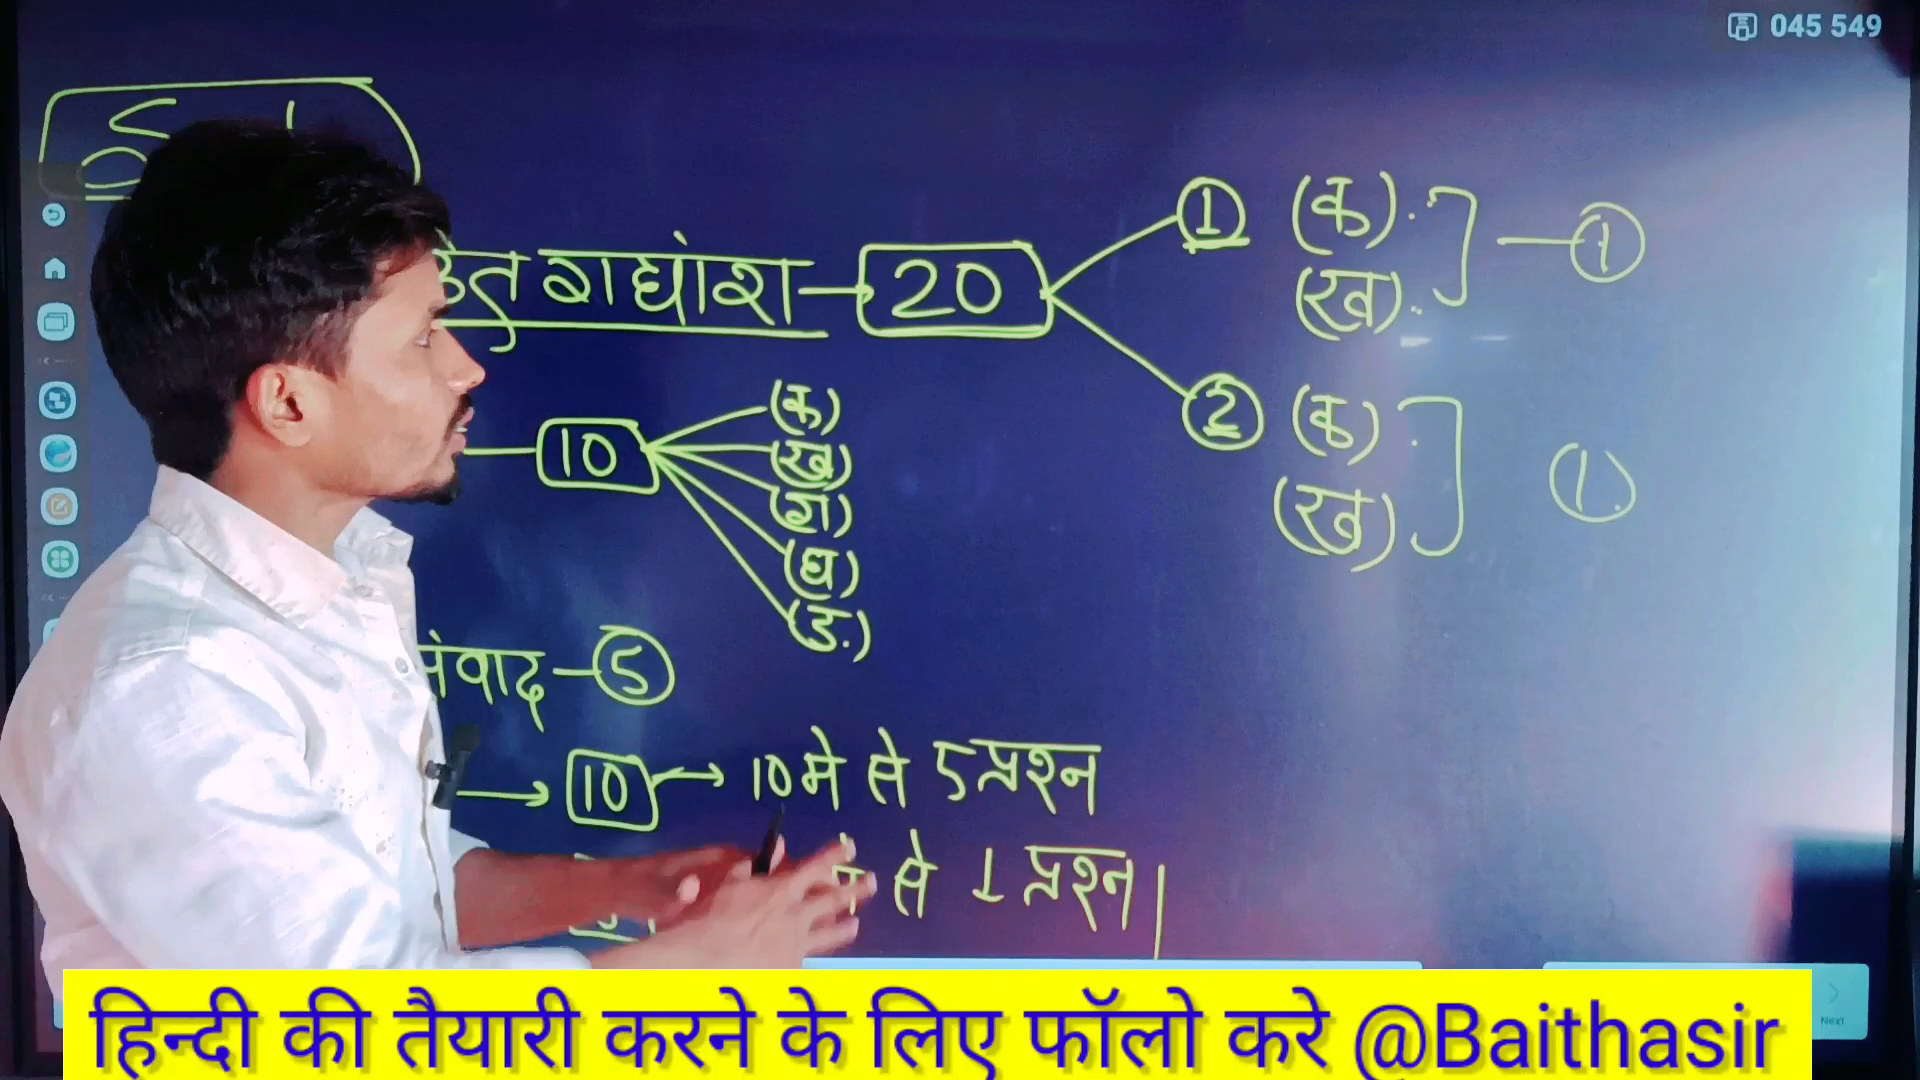 045 549
गद्यांश - 20
1 (क).
(ख). - 1
2 (क).
(ख) 1.
10
(क)
(ख)
(ग)
(घ)
(ङ.)
संवाद - 5
→ 10 → 10 मे से 5 प्रश्न
से 1 प्रश्न|
Next
हिन्दी की तैयारी करने के लिए फॉलो करे @Baithasir